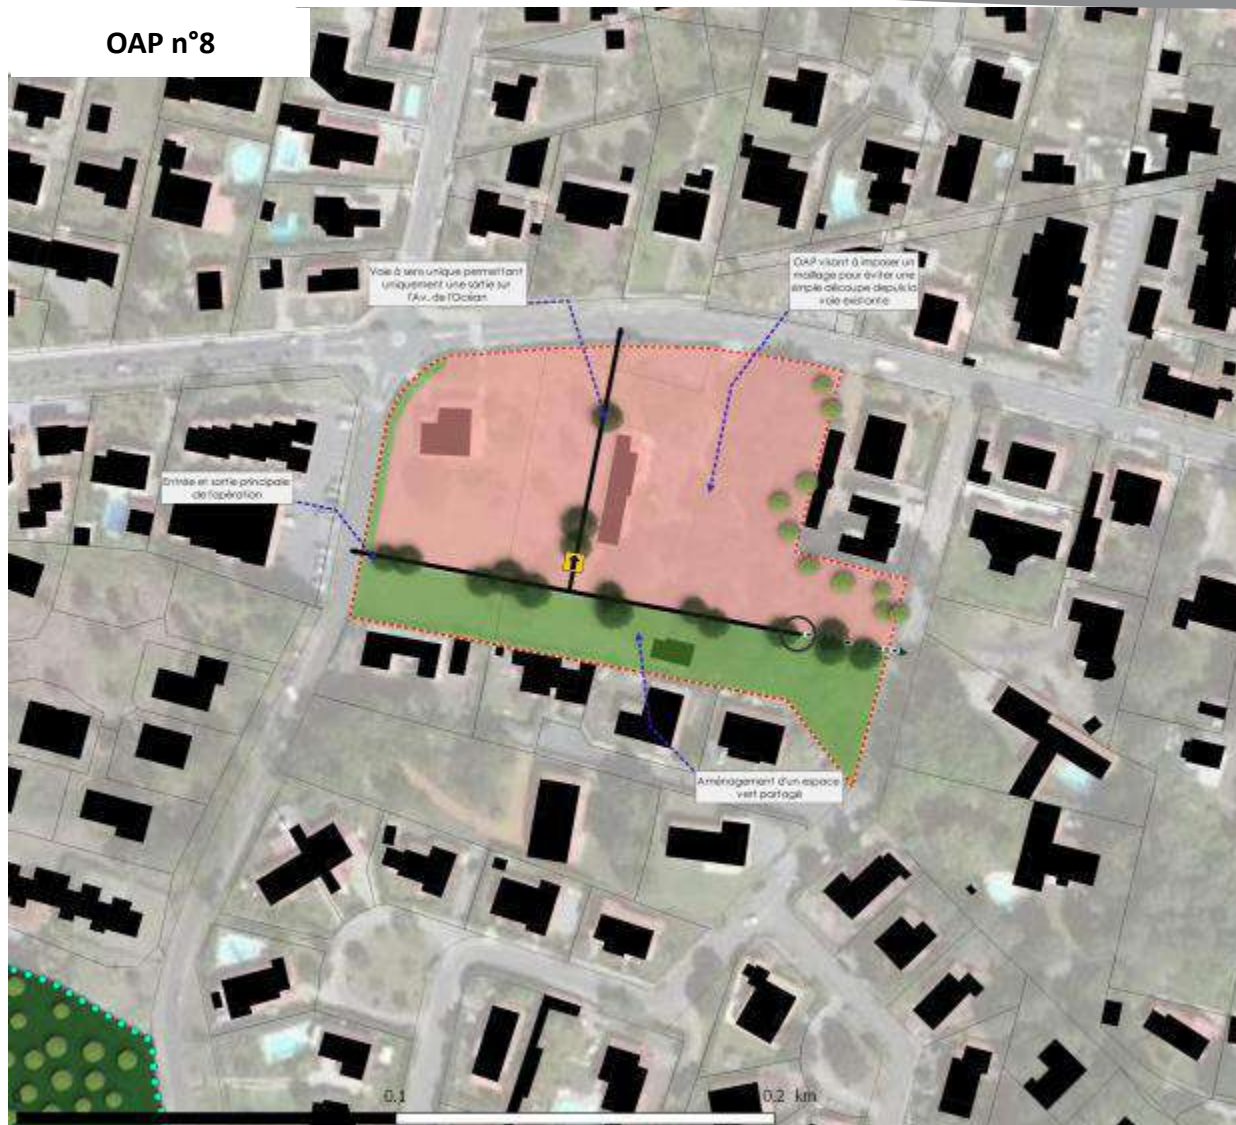 OAP n°8
Voie à sens unique permettant
uniquement une sortie sur
l'Av. de l'Océan
OAP visant à imposer un
maillage pour éviter une
simple découpe depuis la
voie existante
Entrée et sortie principale
de l'opération
Aménagement d'un espace
vert partagé
0.1
0.2 km